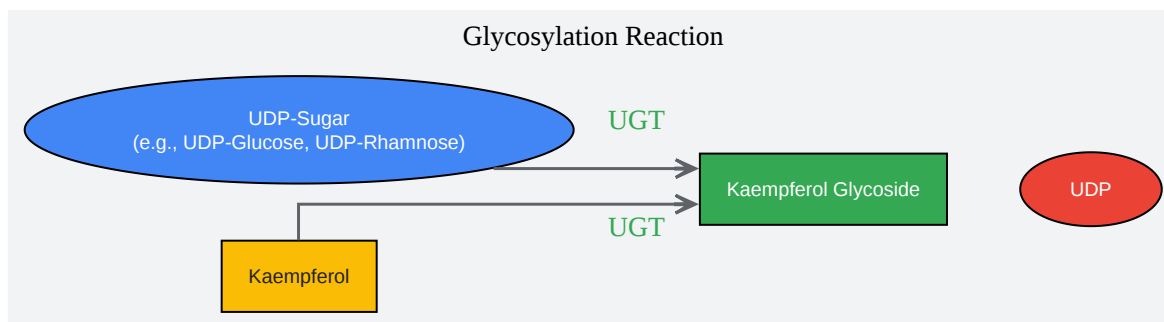 Glycosylation Reaction
UDP-Sugar
(e.g., UDP-Glucose, UDP-Rhamnose)
UGT
Kaempferol Glycoside
UDP
UGT
Kaempferol